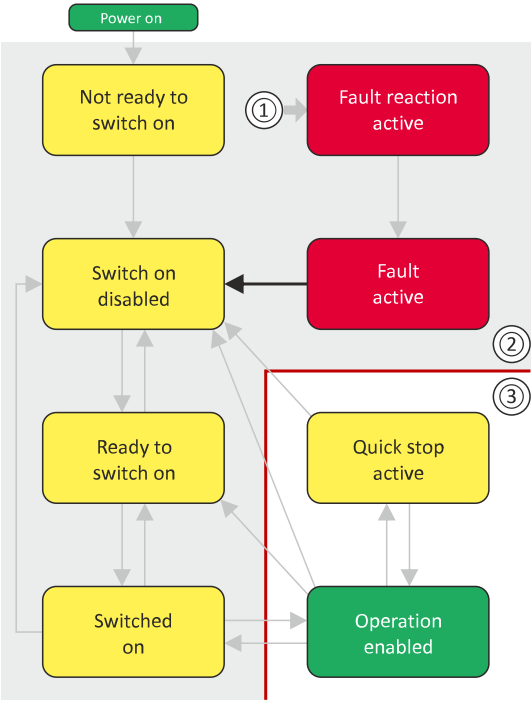 Power on
Not ready to
switch on
①
Fault reaction
active
Switch on
disabled
Fault
active
②
③
Ready to
switch on
Quick stop
active
Switched
on
Operation
enabled